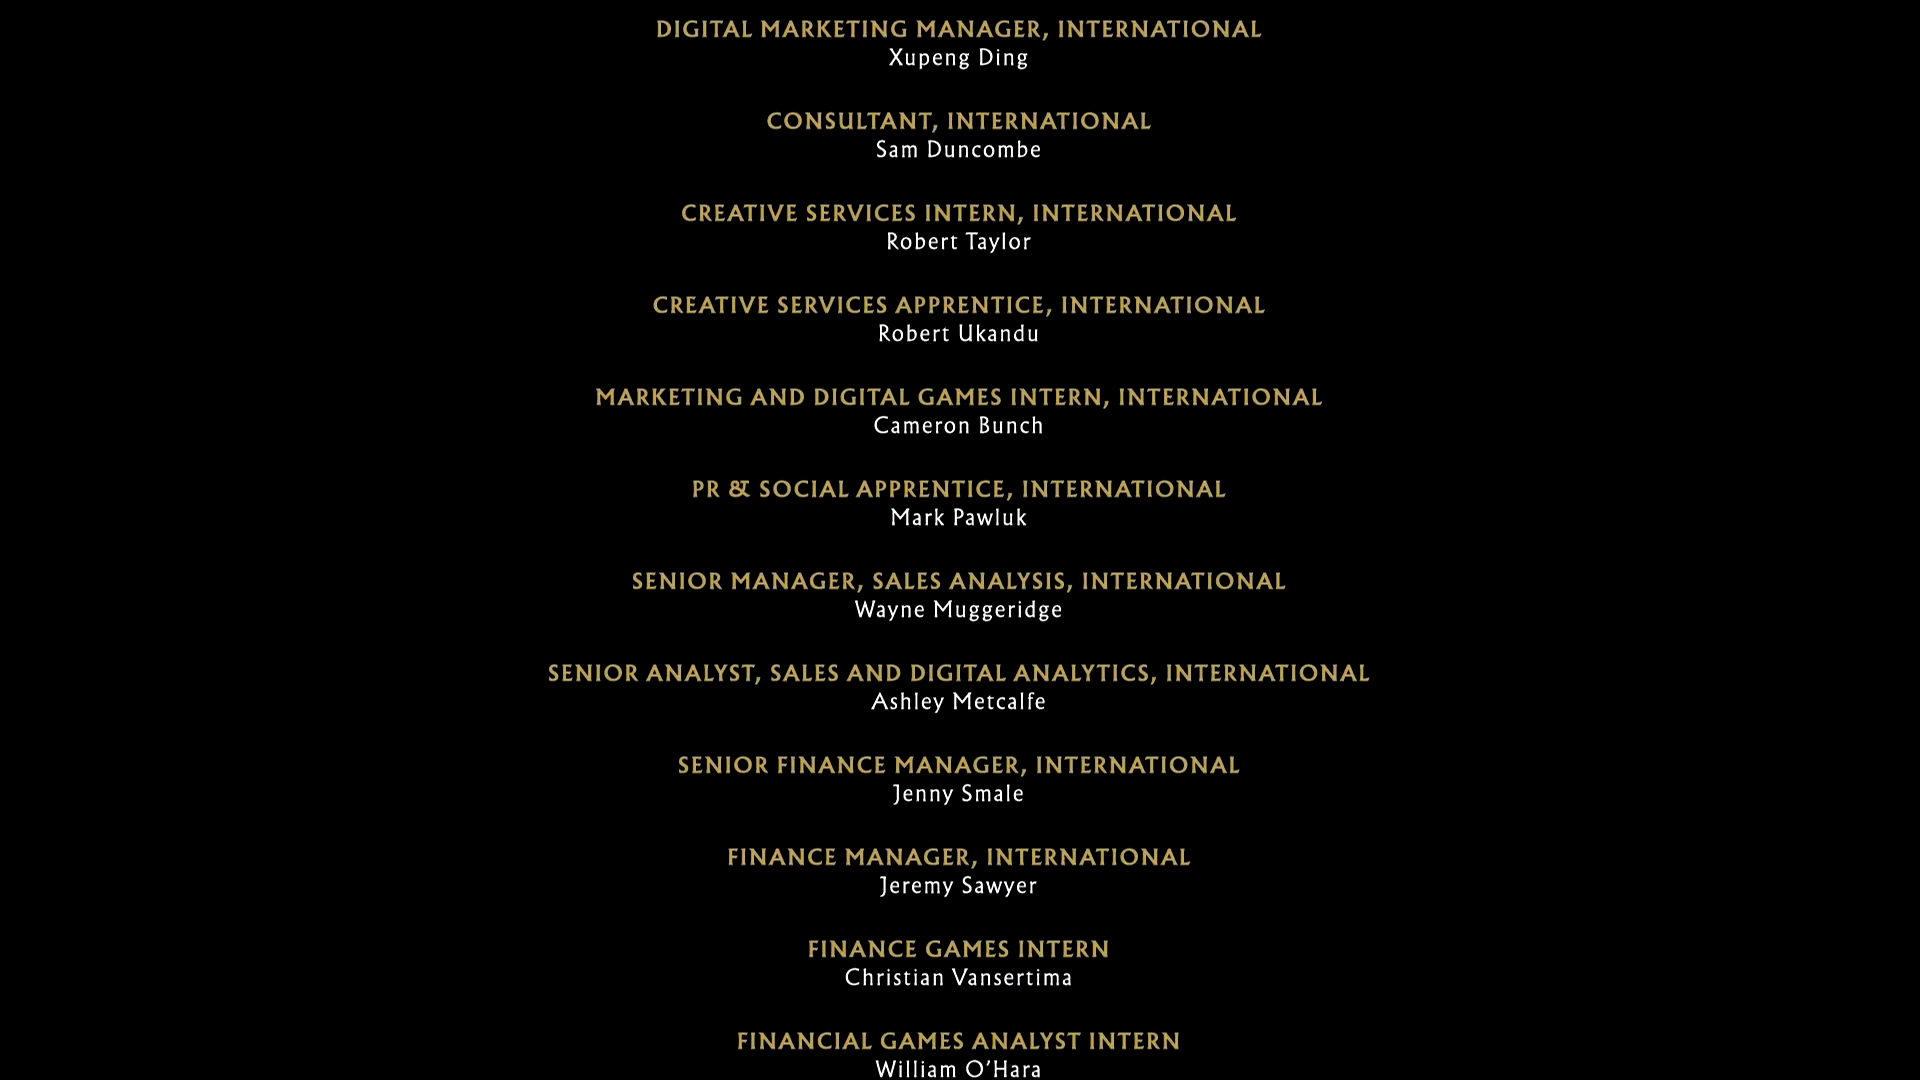 DIGITAL MARKETING MANAGER, INTERNATIONAL
Xupeng Ding
CONSULTANT, INTERNATIONAL
Sam Duncombe
CREATIVE SERVICES INTERN, INTERNATIONAL
Robert Taylor
CREATIVE SERVICES APPRENTICE, INTERNATIONAL
Robert Ukandu
MARKETING AND DIGITAL GAMES INTERN, INTERNATIONAL
Cameron Bunch
PR & SOCIAL APPRENTICE, INTERNATIONAL
Mark Pawluk
SENIOR MANAGER, SALES ANALYSIS, INTERNATIONAL
Wayne Muggeridge
SENIOR ANALYST, SALES AND DIGITAL ANALYTICS, INTERNATIONAL
Ashley Metcalfe
SENIOR FINANCE MANAGER, INTERNATIONAL
Jenny Smale
FINANCE MANAGER, INTERNATIONAL
Jeremy Sawyer
FINANCE GAMES INTERN
Christian Vansertima
FINANCIAL GAMES ANALYST INTERN
William O’Hara